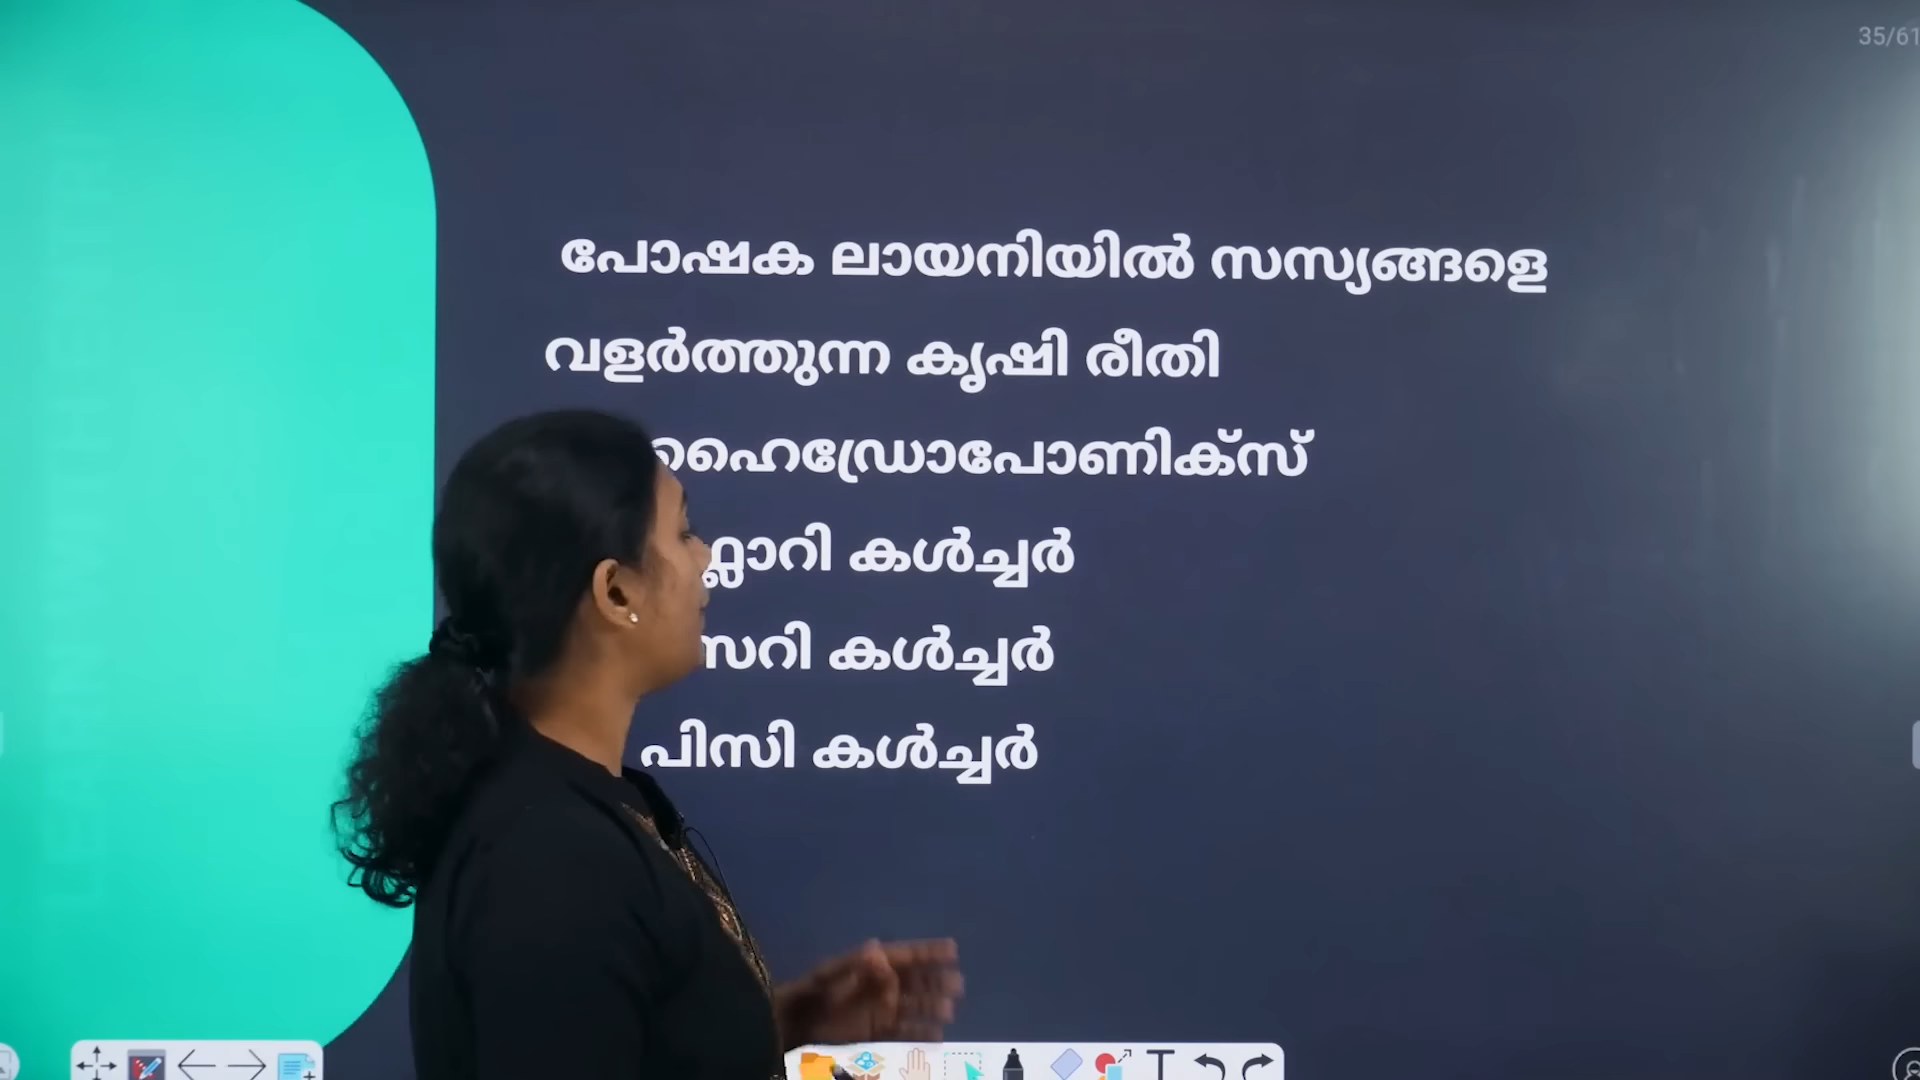 35/61
പോഷക ലായനിയിൽ സസ്യങ്ങളെ
വളർത്തുന്ന കൃഷി രീതി
ഹൈഡ്രോപോണിക്സ്
ഫ്ലാറി കൾച്ചർ
സെറി കൾച്ചർ
പിസി കൾച്ചർ